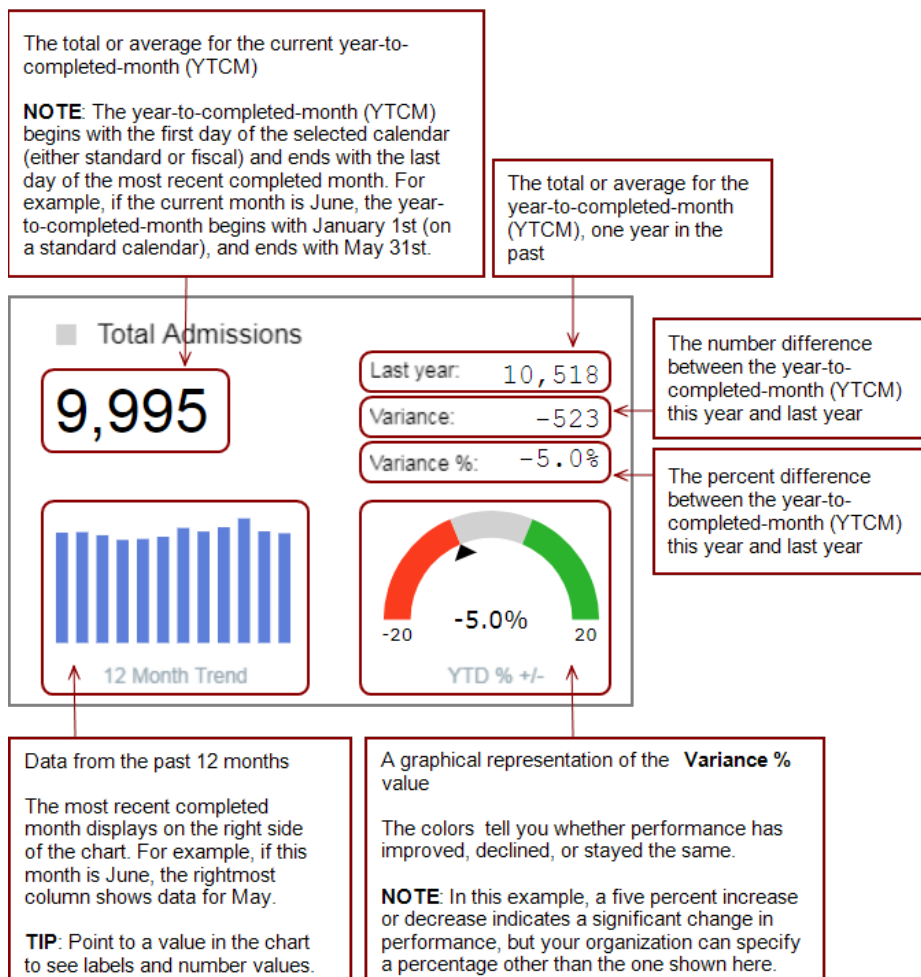 The total or average for the current year-to-
completed-month (YTCM)
NOTE: The year-to-completed-month (YTCM)
begins with the first day of the selected calendar
(either standard or fiscal) and ends with the last
day of the most recent completed month. For
example, if the current month is June, the year-
to-completed-month begins with January 1st (on
a standard calendar), and ends with May 31st.
The total or average for the
year-to-completed-month
(YTCM), one year in the
past
Total Admissions
9,995
Last year: 10,518
Variance: -523
Variance %: -5.0%
The number difference
between the year-to-
completed-month (YTCM)
this year and last year
The percent difference
between the year-to-
completed-month (YTCM)
this year and last year
12 Month Trend
-20
-5.0%
20
YTD % +/-
Data from the past 12 months
The most recent completed
month displays on the right side
of the chart. For example, if this
month is June, the rightmost
column shows data for May.
TIP: Point to a value in the chart
to see labels and number values.
A graphical representation of the Variance %
value
The colors tell you whether performance has
improved, declined, or stayed the same.
NOTE: In this example, a five percent increase
or decrease indicates a significant change in
performance, but your organization can specify
a percentage other than the one shown here.